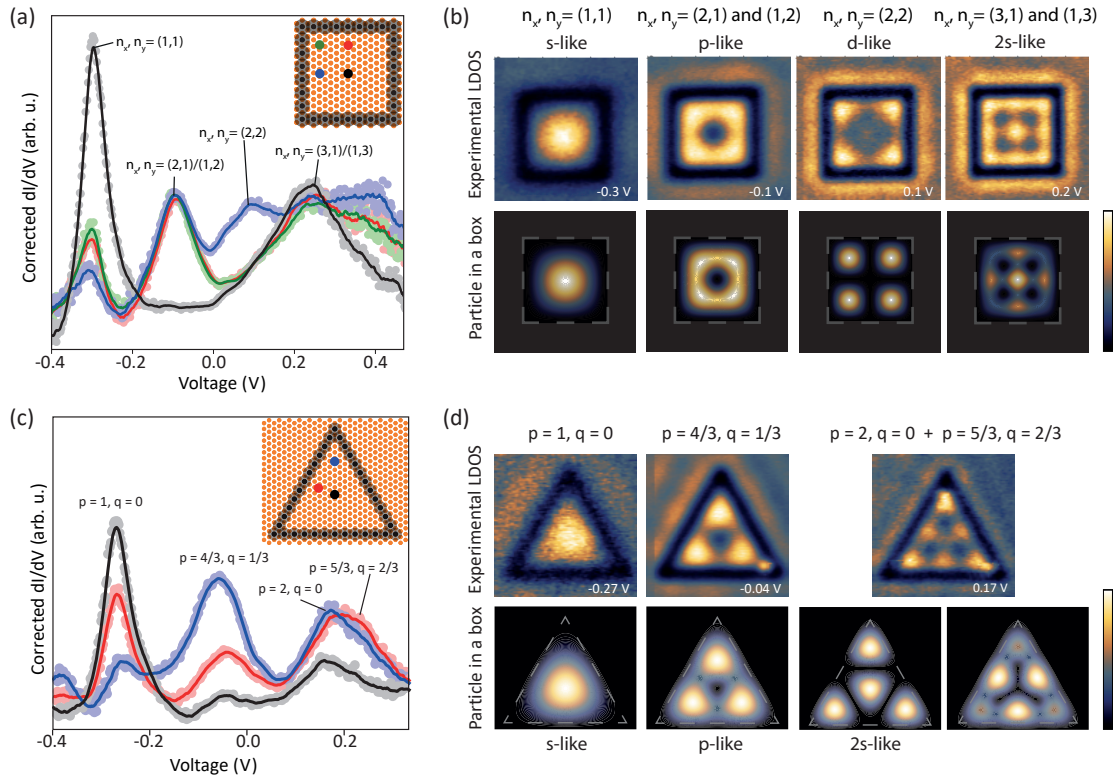 (a)
n_x, n_y = (1,1)
n_x, n_y = (2,2)
n_x, n_y = (2,1)/(1,2)
n_x, n_y = (3,1)/(1,3)
Corrected dI/dV (arb. u.)
-0.4 -0.2 0.0 0.2 0.4
Voltage (V)
(b)
n_x, n_y = (1,1) n_x, n_y = (2,1) and (1,2) n_x, n_y = (2,2) n_x, n_y = (3,1) and (1,3)
s-like p-like d-like 2s-like
Experimental LDOS
-0.3 V -0.1 V 0.1 V 0.2 V
Particle in a box
(c)
p = 1, q = 0
p = 4/3, q = 1/3
p = 5/3, q = 2/3
p = 2, q = 0
Corrected dI/dV (arb. u.)
-0.4 -0.2 0.0 0.2
Voltage (V)
(d)
p = 1, q = 0 p = 4/3, q = 1/3 p = 2, q = 0 + p = 5/3, q = 2/3
Experimental LDOS
-0.27 V -0.04 V 0.17 V
Particle in a box
s-like p-like 2s-like